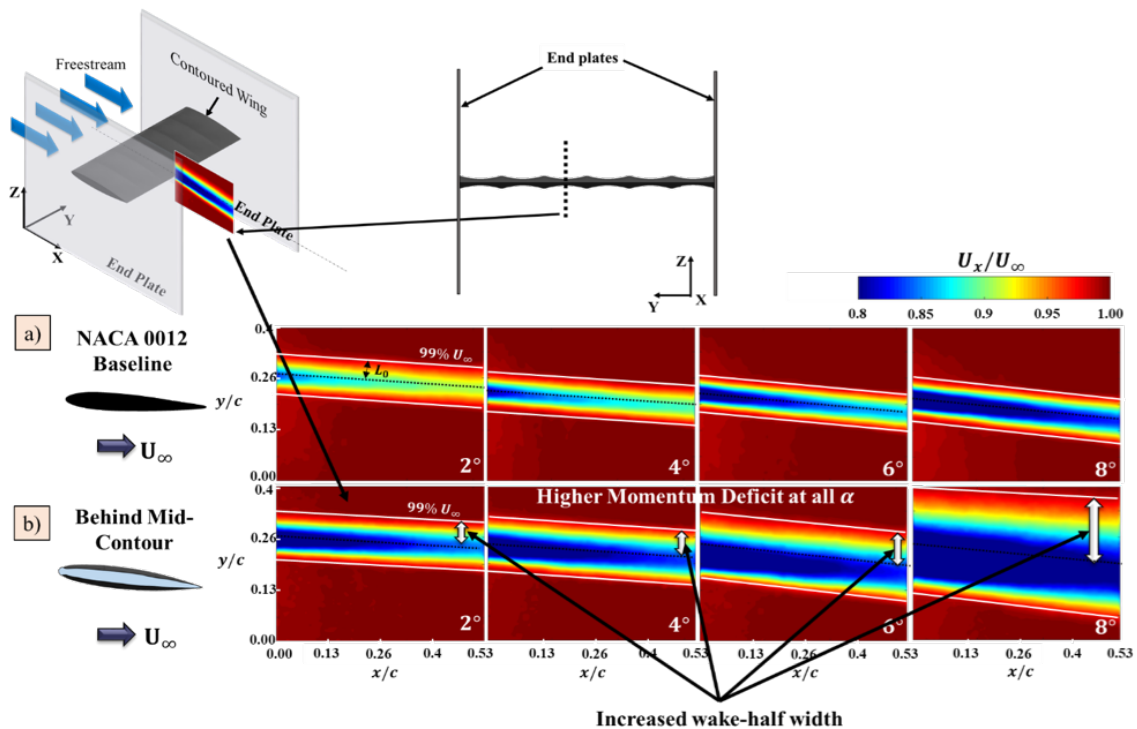 Freestream
Contoured Wing
End plates
Z
Y
X
End Plate
End Plate
Z
Y
X
U_x/U_∞
0.8 0.85 0.9 0.95 1.00
a)
NACA 0012
Baseline
U_∞
y/c
0.4
0.26
0.13
0.00
99% U_∞
L_0
2°
4°
6°
8°
b)
Behind Mid-
Contour
U_∞
y/c
0.4
0.26
0.13
0.00
99% U_∞
Higher Momentum Deficit at all α
2°
4°
6°
8°
0.00 0.13 0.26 0.4 0.53
0.13 0.26 0.4 0.53
0.13 0.26 0.4 0.53
0.13 0.26 0.4 0.53
x/c
x/c
x/c
x/c
Increased wake-half width